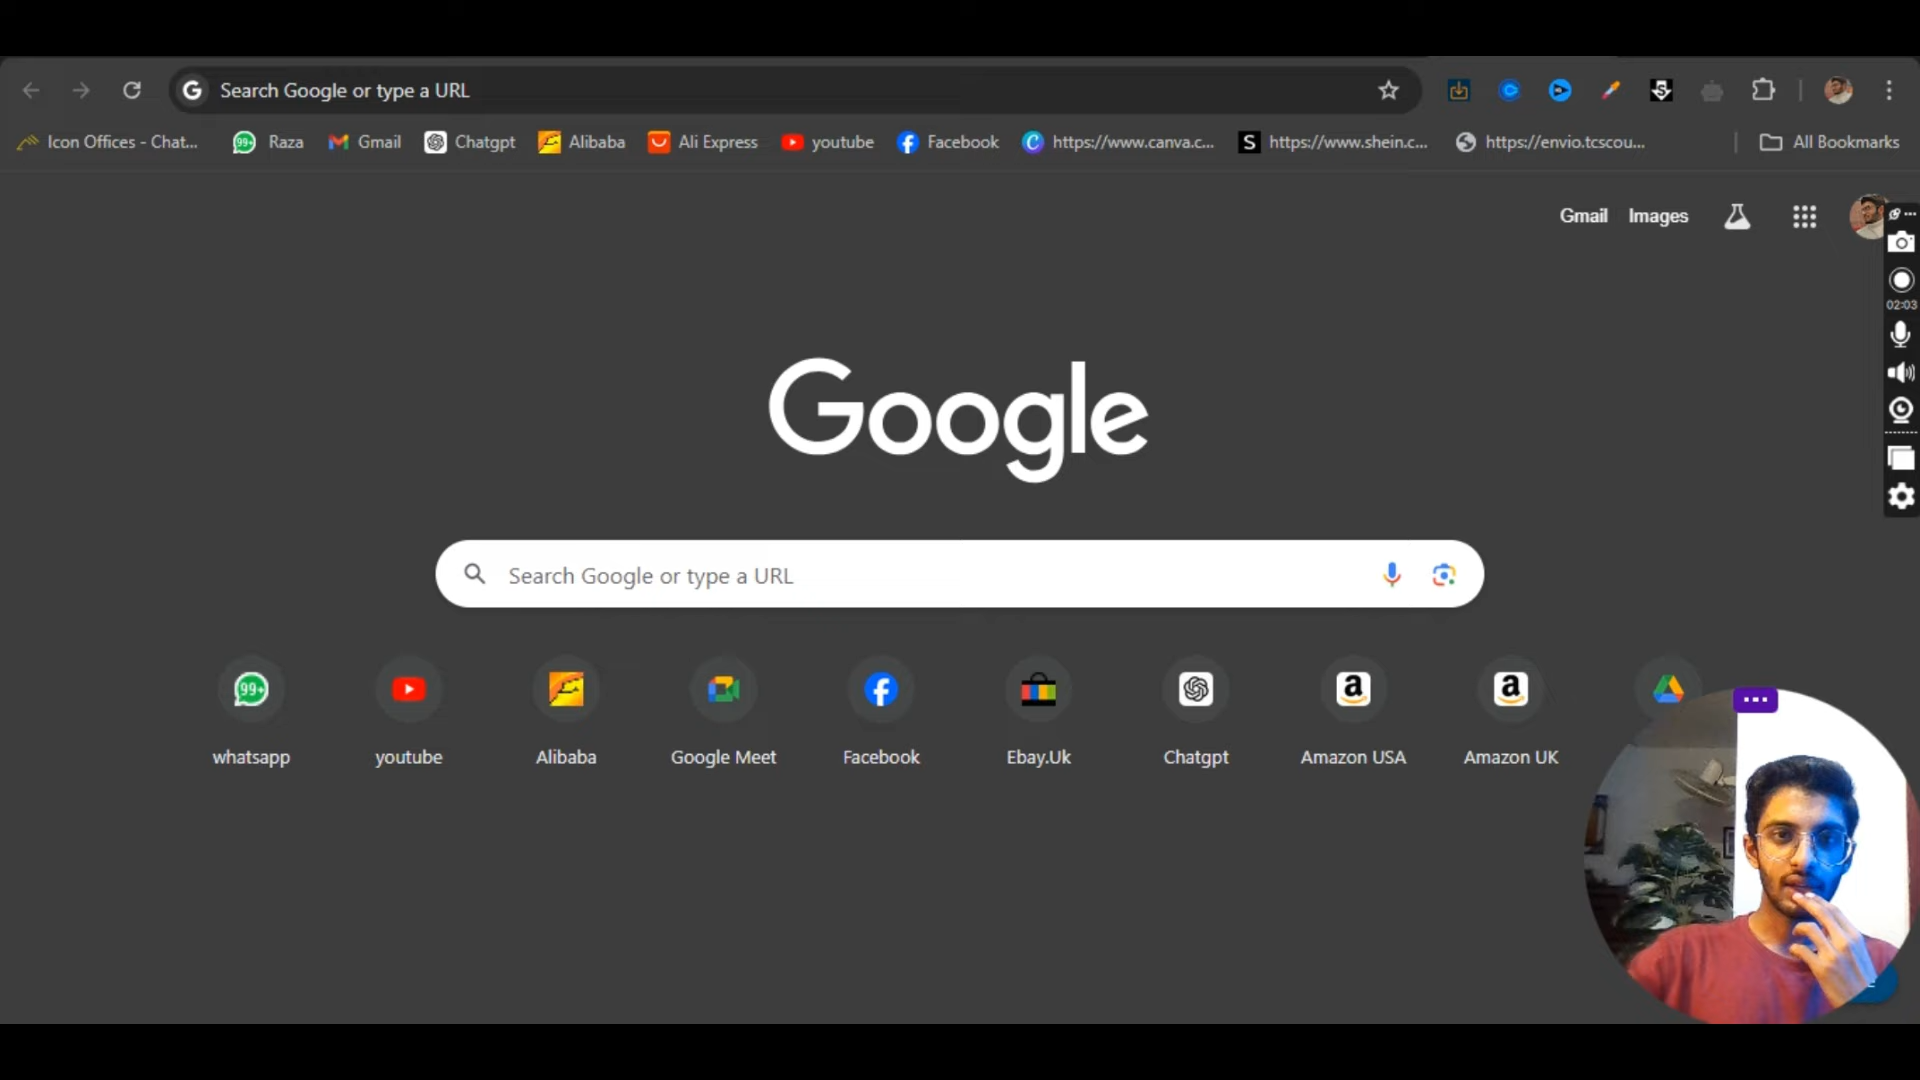 Search Google or type a URL
Icon Offices - Chat... 99+ Raza Gmail Chatgpt Alibaba Ali Express youtube Facebook https://www.canva.c... S https://www.shein.c... https://envio.tcscou... All Bookmarks
Gmail Images
02:03
Google
Search Google or type a URL
99+
whatsapp youtube Alibaba Google Meet Facebook Ebay.Uk Chatgpt Amazon USA Amazon UK